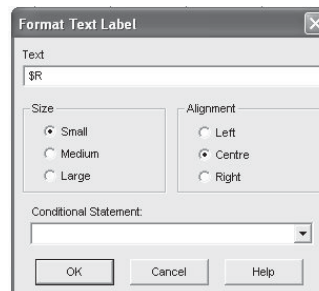 Format Text Label
Text
$R
Size
Small
Medium
Large
Alignment
Left
Centre
Right
Conditional Statement:
OK Cancel Help